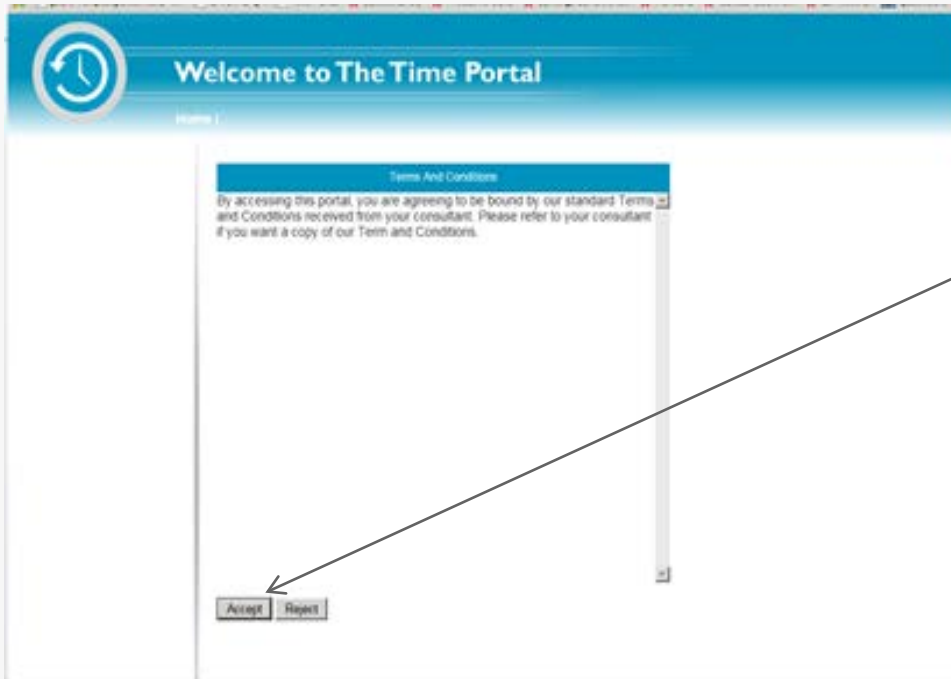 Welcome to The Time Portal
Home |
Terms And Conditions
By accessing this portal, you are agreeing to be bound by our standard Terms
and Conditions received from your consultant. Please refer to your consultant
if you want a copy of our Term and Conditions.
Accept Reject